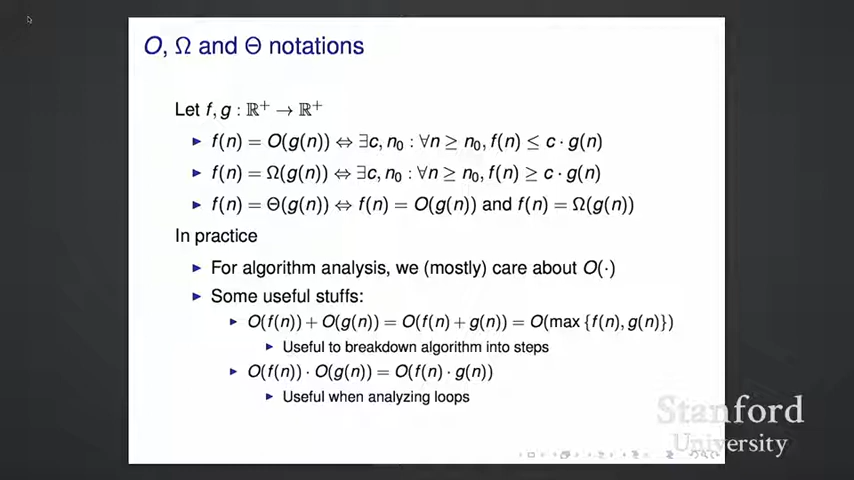 O, Ω and Θ notations
Let f, g : ℝ⁺ → ℝ⁺
▶ f(n) = O(g(n)) ⇔ ∃c, n₀ : ∀n ≥ n₀, f(n) ≤ c · g(n)
▶ f(n) = Ω(g(n)) ⇔ ∃c, n₀ : ∀n ≥ n₀, f(n) ≥ c · g(n)
▶ f(n) = Θ(g(n)) ⇔ f(n) = O(g(n)) and f(n) = Ω(g(n))
In practice
▶ For algorithm analysis, we (mostly) care about O(·)
▶ Some useful stuffs:
▶ O(f(n)) + O(g(n)) = O(f(n) + g(n)) = O(max {f(n), g(n)})
▶ Useful to breakdown algorithm into steps
▶ O(f(n)) · O(g(n)) = O(f(n) · g(n))
▶ Useful when analyzing loops
Stanford
University